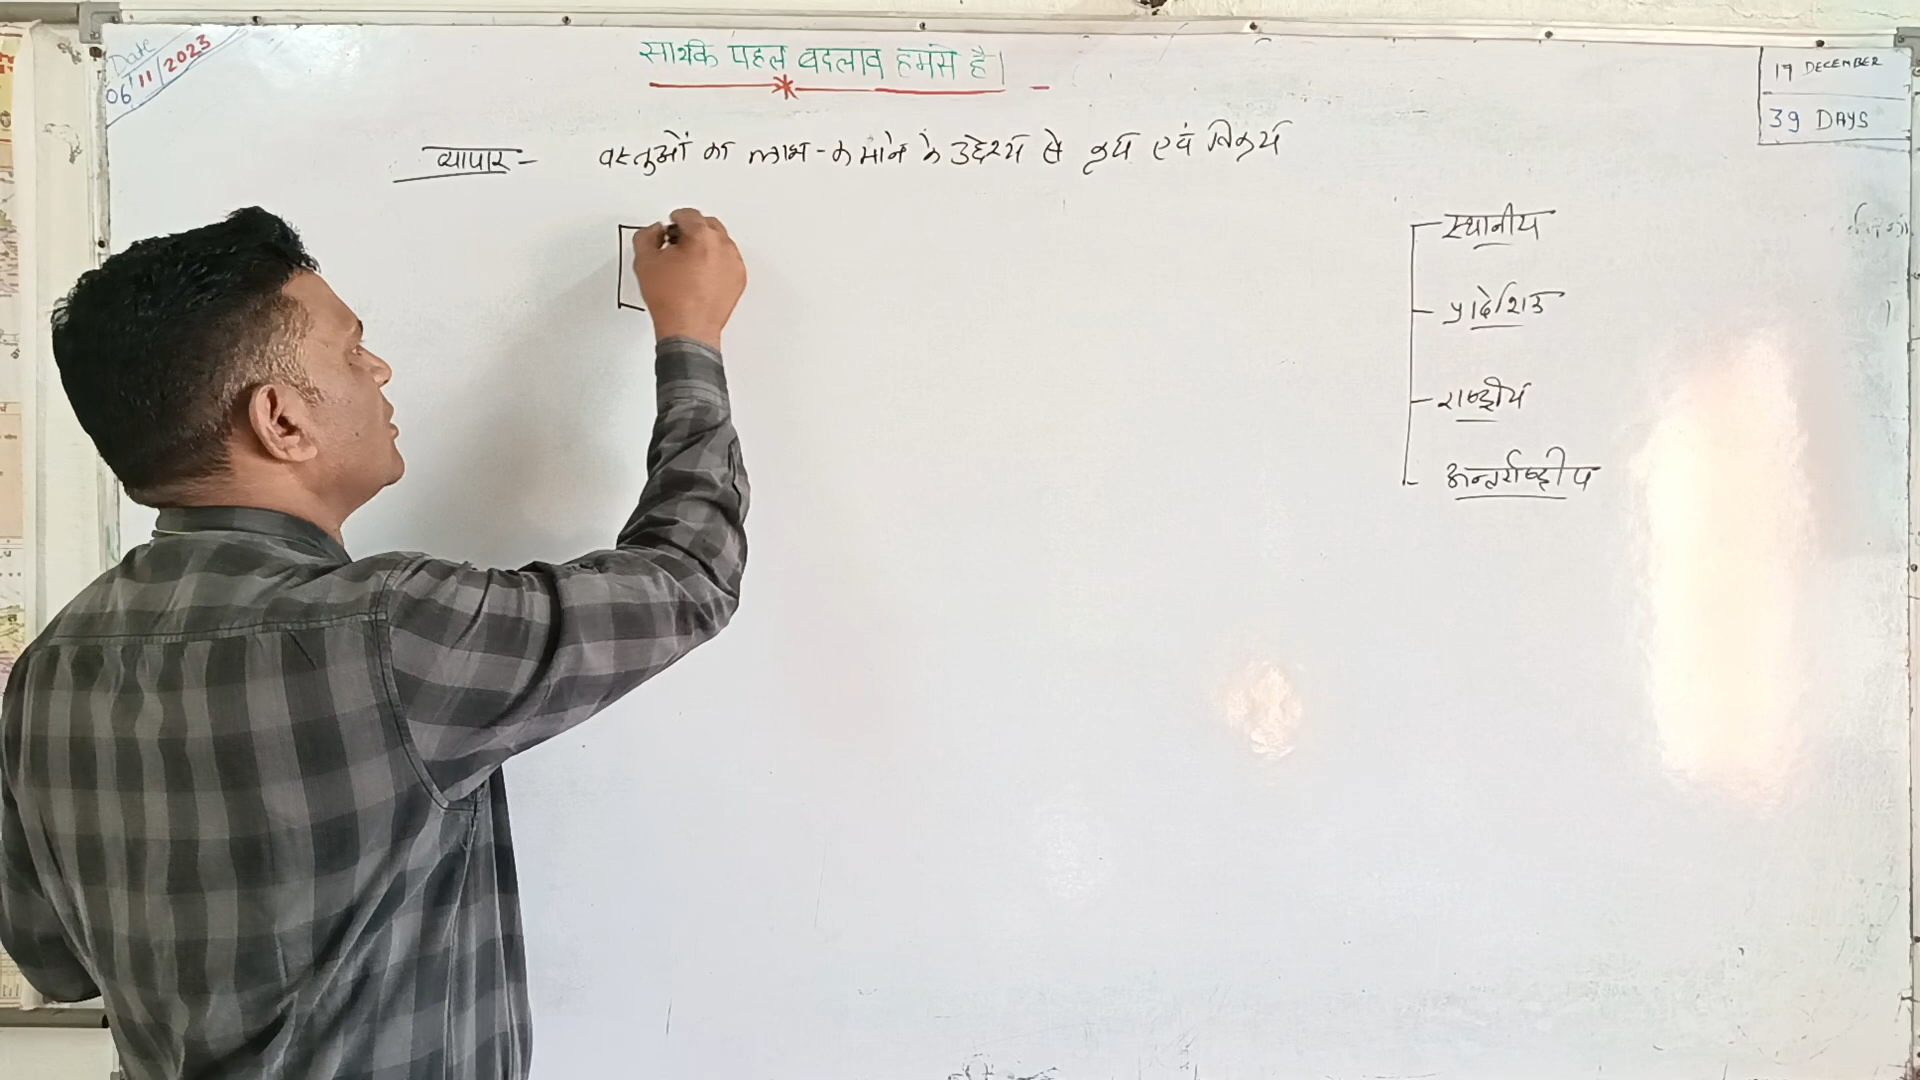 Date
06/11/2023
सार्थक पहल बदलाव हमसे है।
17 DECEMBER
39 DAYS
व्यापार - वस्तुओं का लाभ-कमाने के उद्देश्य से क्रय एवं विक्रय
स्थानीय
प्रादेशिक
राष्ट्रीय
अन्तर्राष्ट्रीय